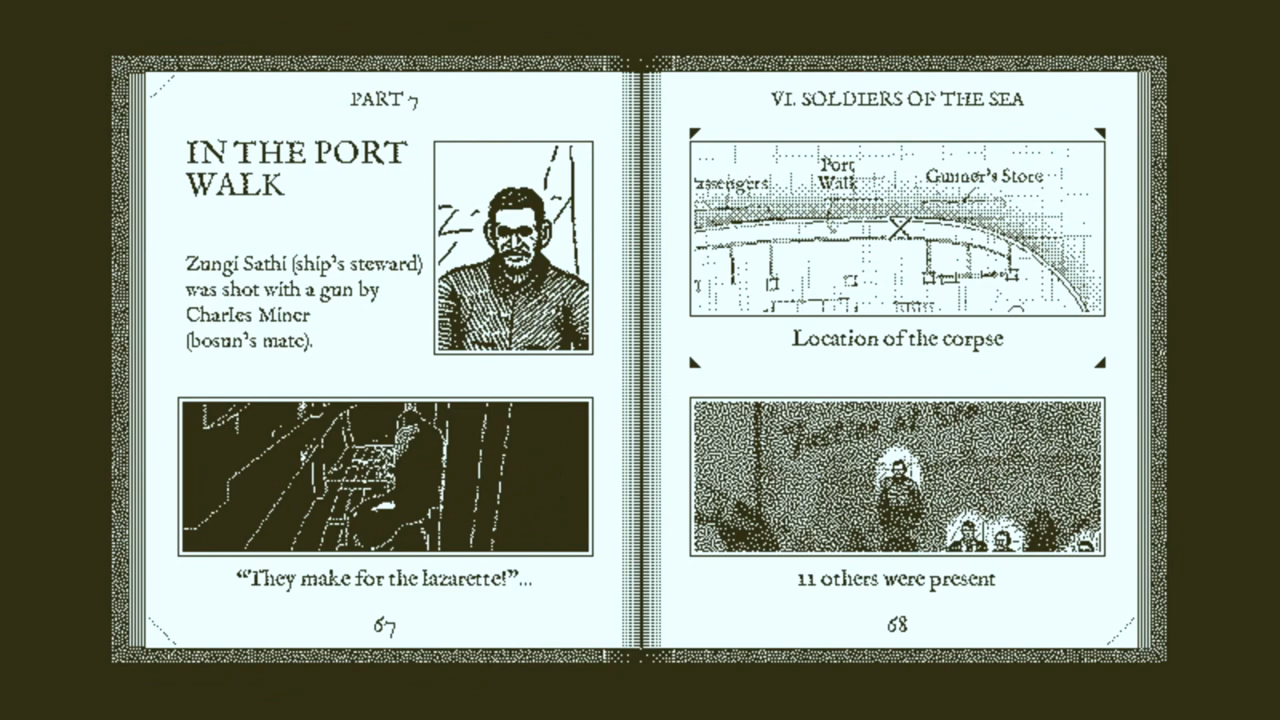 PART 7
IN THE PORT
WALK
Zungi Sathi (ship's steward)
was shot with a gun by
Charles Miner
(bosun's mate).
"They make for the lazarette!"...
67
VI. SOLDIERS OF THE SEA
Port
Walk
Gunner's Store
assengers
Location of the corpse
11 others were present
68